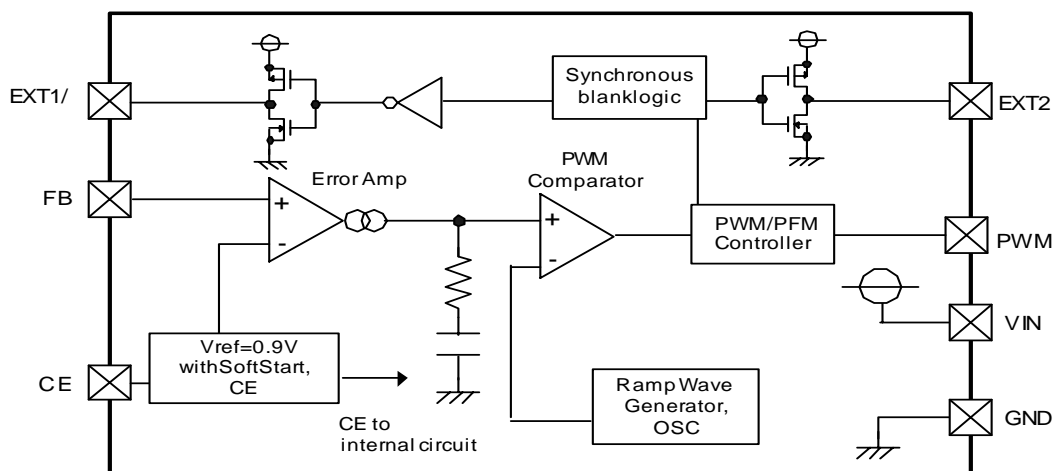 EXT1/
Synchronous
blanklogic
EXT2
FB
Error Amp
PWM
Comparator
+
-
+
-
PWM/PFM
Controller
PWM
VIN
Vref=0.9V
withSoftStart,
CE
CE
CE to
internal circuit
Ramp Wave
Generator,
OSC
GND